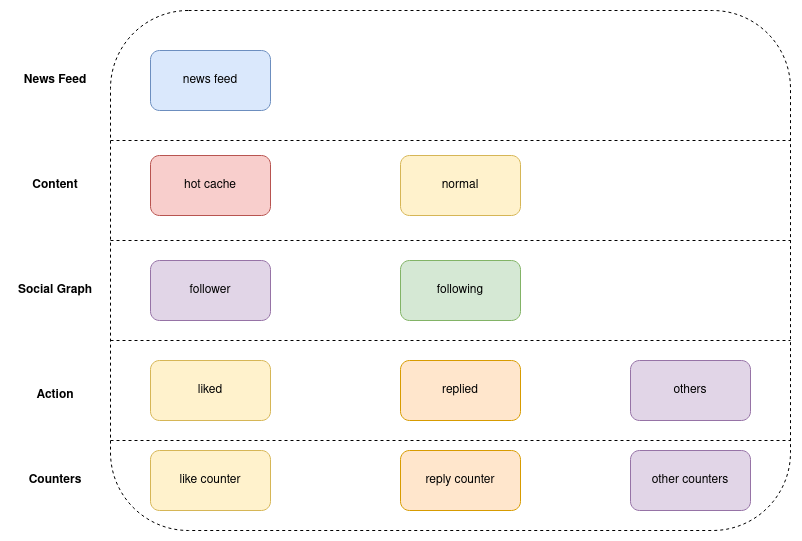 News Feed
news feed
Content
hot cache
normal
Social Graph
follower
following
Action
liked
replied
others
Counters
like counter
reply counter
other counters